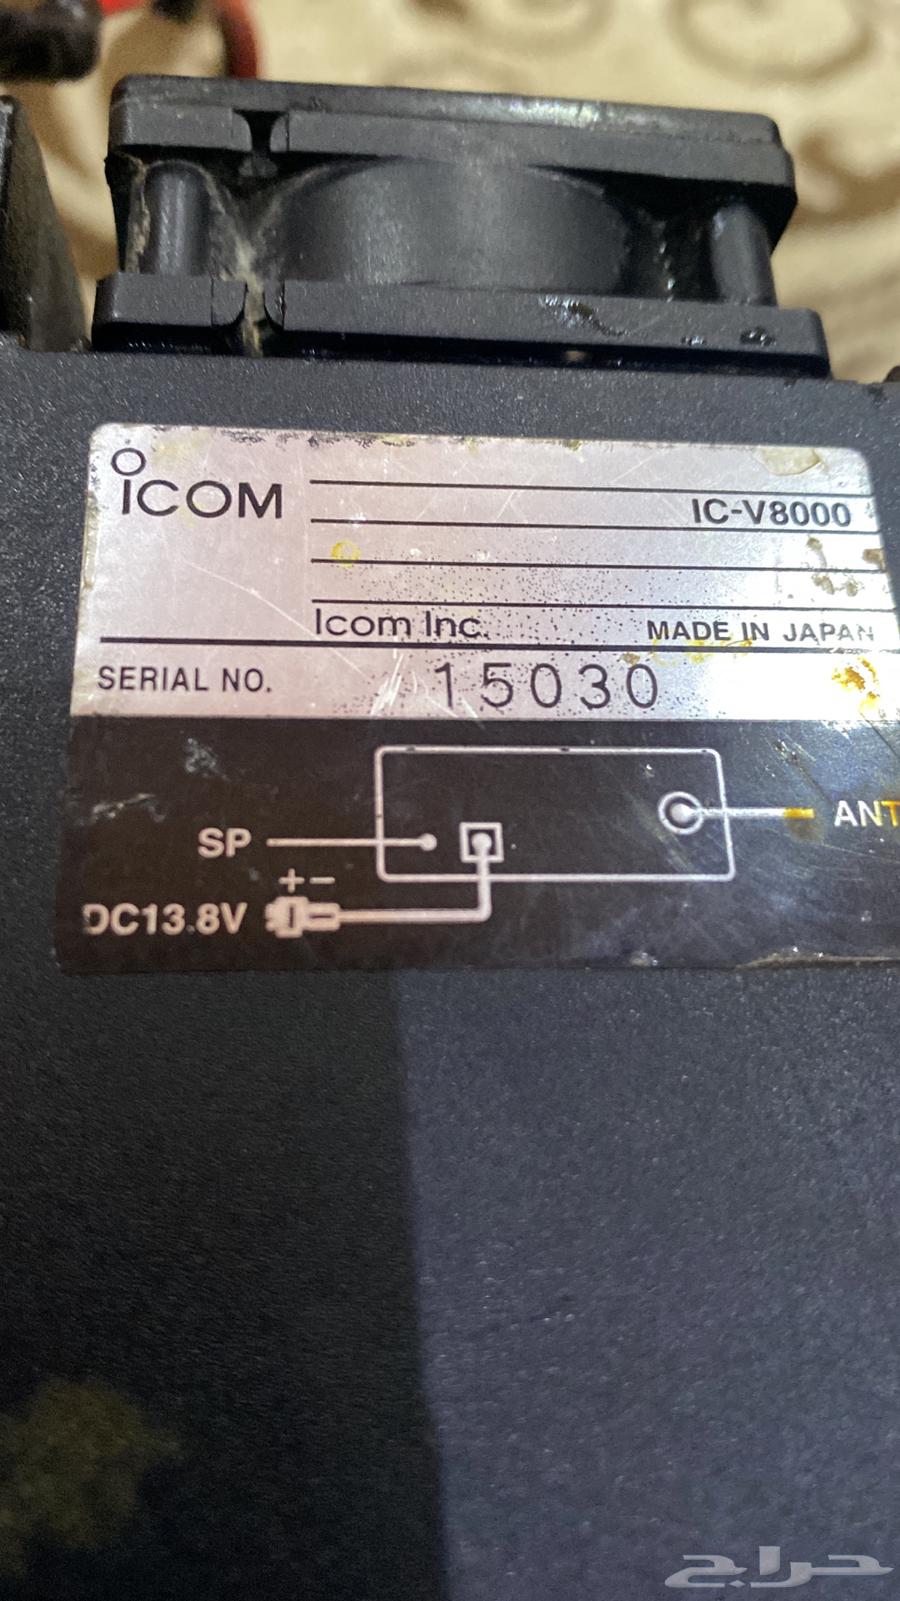 iCOM
IC-V8000
Icom Inc. MADE IN JAPAN
SERIAL NO. 15030
ANT
SP
+ -
DC13.8V
حراج